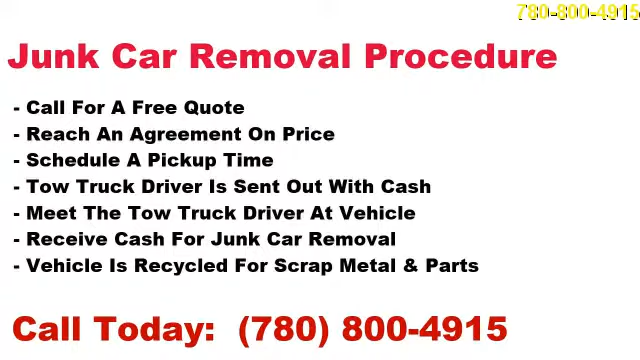 780-800-4915
Junk Car Removal Procedure
- Call For A Free Quote
- Reach An Agreement On Price
- Schedule A Pickup Time
- Tow Truck Driver Is Sent Out With Cash
- Meet The Tow Truck Driver At Vehicle
- Receive Cash For Junk Car Removal
- Vehicle Is Recycled For Scrap Metal & Parts
Call Today: (780) 800-4915